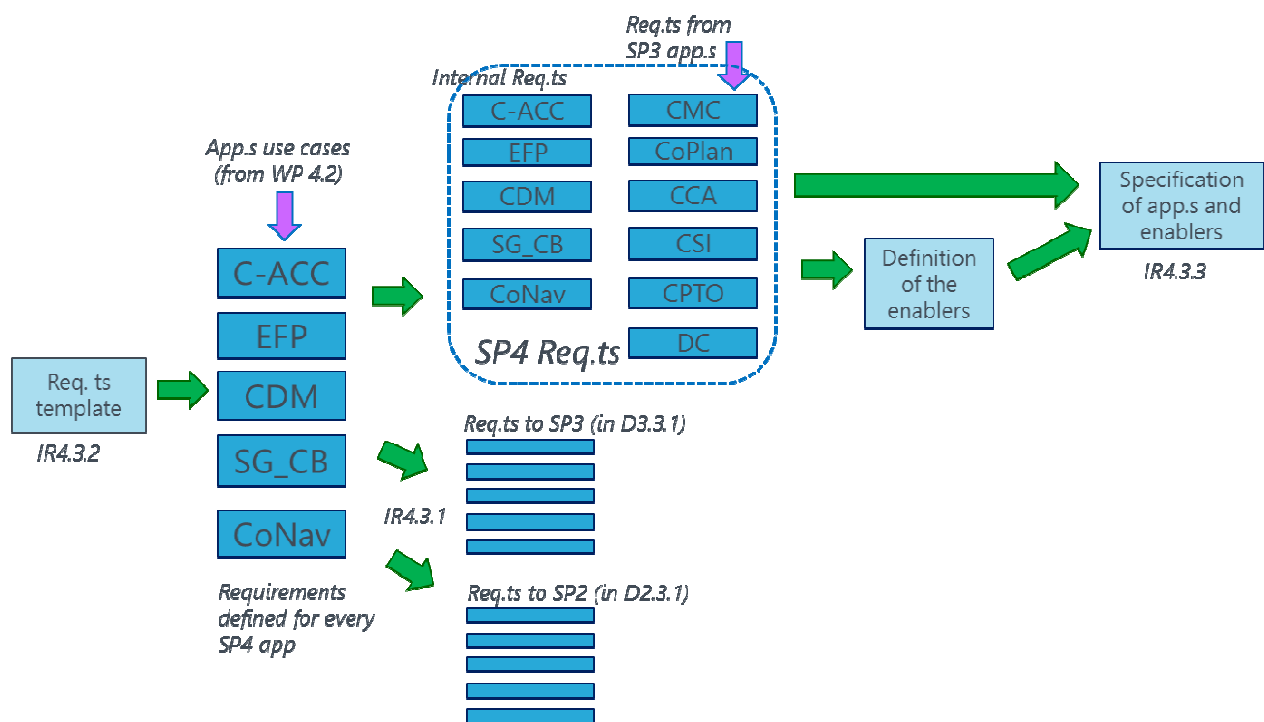 Req.ts from
SP3 app.s
Internal Req.ts
C-ACC
EFP
CDM
SG_CB
CoNav
CMC
CoPlan
CCA
CSI
CPTO
DC
SP4 Req.ts
App.s use cases
(from WP 4.2)
C-ACC
EFP
CDM
SG_CB
CoNav
Requirements
defined for every
SP4 app
Req. ts
template
IR4.3.2
IR4.3.1
Req.ts to SP3 (in D3.3.1)
Req.ts to SP2 (in D2.3.1)
Definition
of the
enablers
Specification
of app.s and
enablers
IR4.3.3